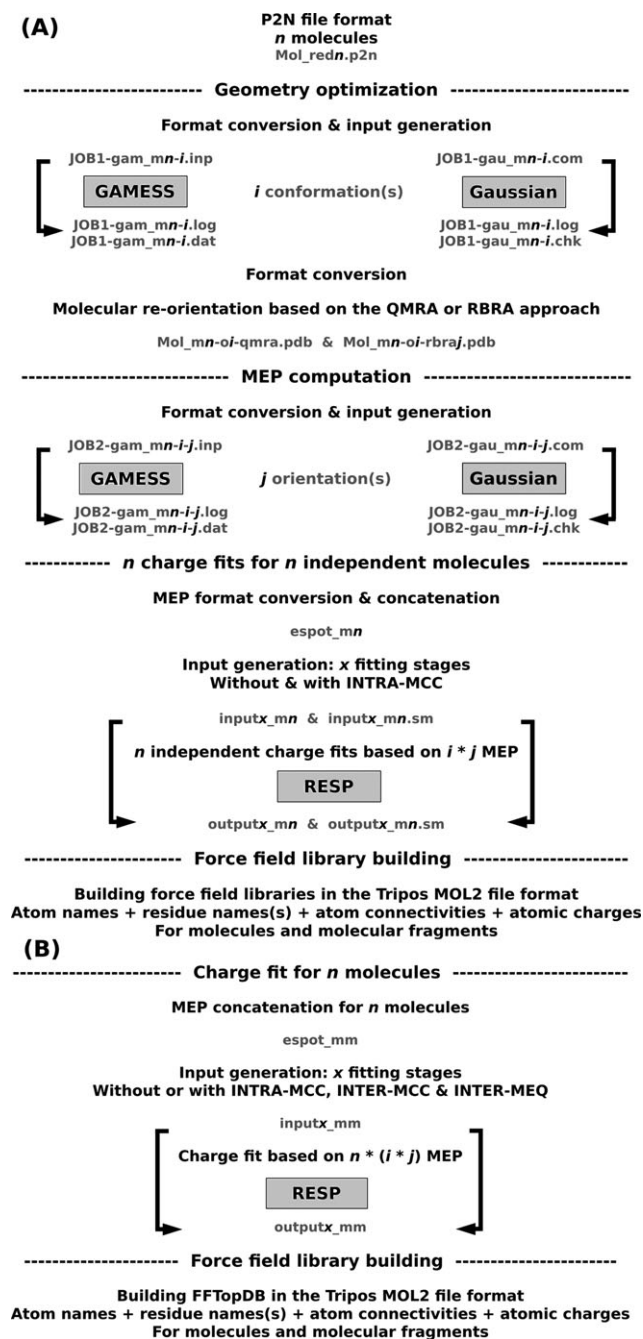 (A)
P2N file format
n molecules
Mol_redn.p2n
------------------------ Geometry optimization ------------------------
Format conversion & input generation
JOB1-gam_mn-i.inp JOB1-gau_mn-i.com
GAMESS i conformation(s) Gaussian
JOB1-gam_mn-i.log JOB1-gau_mn-i.log
JOB1-gam_mn-i.dat JOB1-gau_mn-i.chk
Format conversion
Molecular re-orientation based on the QMRA or RBRA approach
Mol_mn-oi-qmra.pdb & Mol_mn-oi-rbraj.pdb
--------------------------- MEP computation ---------------------------
Format conversion & input generation
JOB2-gam_mn-i-j.inp JOB2-gau_mn-i-j.com
GAMESS j orientation(s) Gaussian
JOB2-gam_mn-i-j.log JOB2-gau_mn-i-j.log
JOB2-gam_mn-i-j.dat JOB2-gau_mn-i-j.chk
------------- n charge fits for n independent molecules -------------
MEP format conversion & concatenation
espot_mn
Input generation: x fitting stages
Without & with INTRA-MCC
inputx_mn & inputx_mn.sm
n independent charge fits based on i * j MEP
RESP
outputx_mn & outputx_mn.sm
--------------------- Force field library building ---------------------
Building force field libraries in the Tripos MOL2 file format
Atom names + residue names(s) + atom connectivities + atomic charges
For molecules and molecular fragments
(B)
----------------------- Charge fit for n molecules -----------------------
MEP concatenation for n molecules
espot_mm
Input generation: x fitting stages
Without or with INTRA-MCC, INTER-MCC & INTER-MEQ
inputx_mm
Charge fit based on n * (i * j) MEP
RESP
outputx_mm
--------------------- Force field library building ---------------------
Building FFTopDB in the Tripos MOL2 file format
Atom names + residue names(s) + atom connectivities + atomic charges
For molecules and molecular fragments